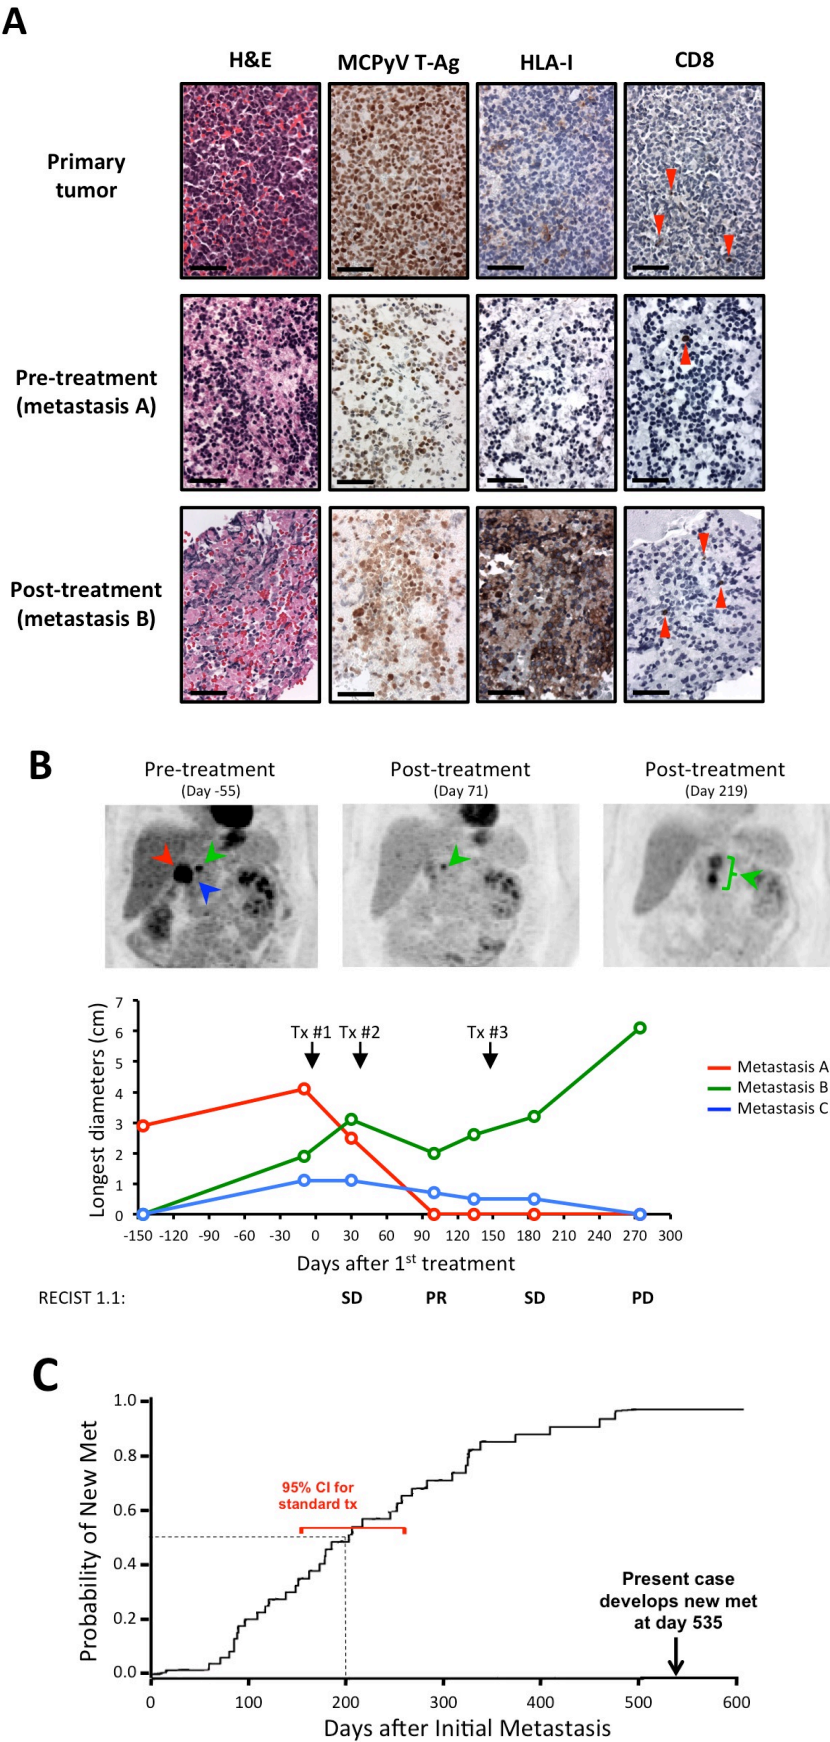 A
H&E MCPyV T-Ag HLA-I CD8
Primary
tumor
Pre-treatment
(metastasis A)
Post-treatment
(metastasis B)
B
Pre-treatment
(Day -55)
Post-treatment
(Day 71)
Post-treatment
(Day 219)
Longest diameters (cm)
7
6
5
4
3
2
1
0
Tx #1 Tx #2 Tx #3
Metastasis A
Metastasis B
Metastasis C
-150 -120 -90 -60 -30 0 30 60 90 120 150 180 210 240 270 300
Days after 1st treatment
RECIST 1.1: SD PR SD PD
C
Probability of New Met
1.0
0.8
0.6
0.4
0.2
0.0
95% CI for
standard tx
Present case
develops new met
at day 535
0 100 200 300 400 500 600
Days after Initial Metastasis